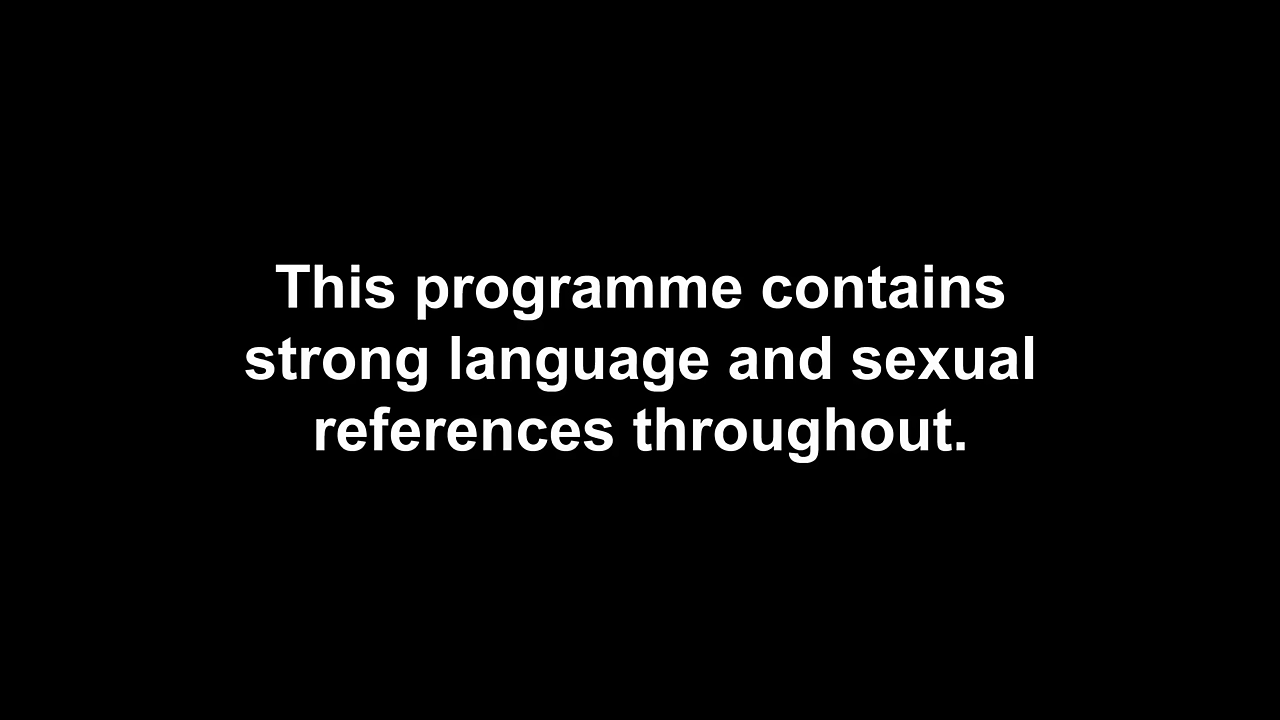 This programme contains
strong language and sexual
references throughout.